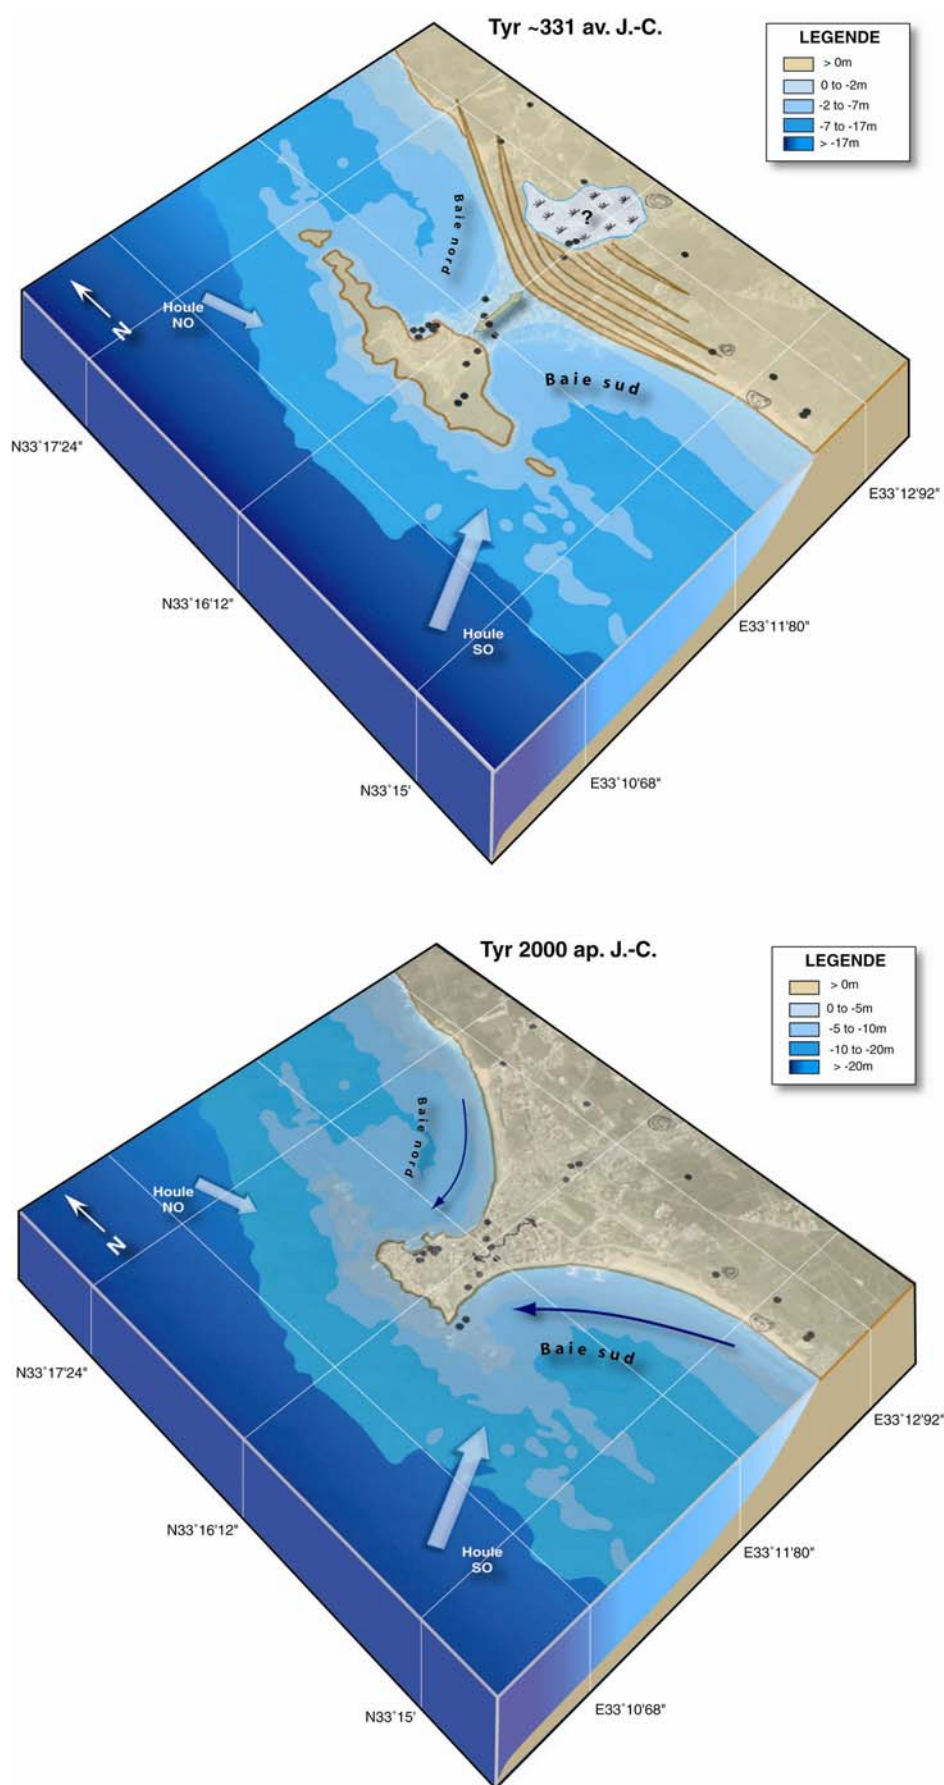 Tyr ~331 av. J.-C.
LEGENDE
> 0m
0 to -2m
-2 to -7m
-7 to -17m
> -17m
Baie nord
?
Houle
NO
N
Baie sud
N33°17'24"
E33°12'92"
N33°16'12"
Houle
SO
E33°11'80"
N33°15'
E33°10'68"
Tyr 2000 ap. J.-C.
LEGENDE
> 0m
0 to -5m
-5 to -10m
-10 to -20m
> -20m
Baie nord
Houle
NO
N
Baie sud
N33°17'24"
E33°12'92"
N33°16'12"
Houle
SO
E33°11'80"
N33°15'
E33°10'68"